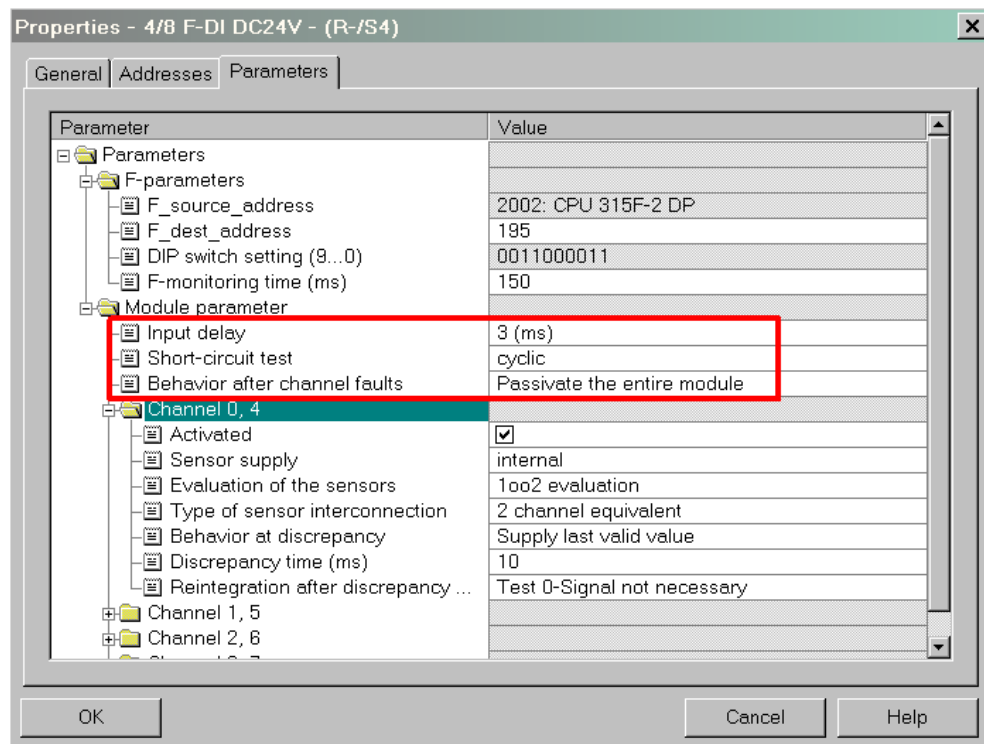 Properties - 4/8 F-DI DC24V - (R-/S4)
General Addresses Parameters
Parameter Value
Parameters
F-parameters
F_source_address 2002: CPU 315F-2 DP
F_dest_address 195
DIP switch setting (9...0) 0011000011
F-monitoring time (ms) 150
Module parameter
Input delay 3 (ms)
Short-circuit test cyclic
Behavior after channel faults Passivate the entire module
Channel 0, 4
Activated
Sensor supply internal
Evaluation of the sensors 1oo2 evaluation
Type of sensor interconnection 2 channel equivalent
Behavior at discrepancy Supply last valid value
Discrepancy time (ms) 10
Reintegration after discrepancy ... Test 0-Signal not necessary
Channel 1, 5
Channel 2, 6
OK Cancel Help